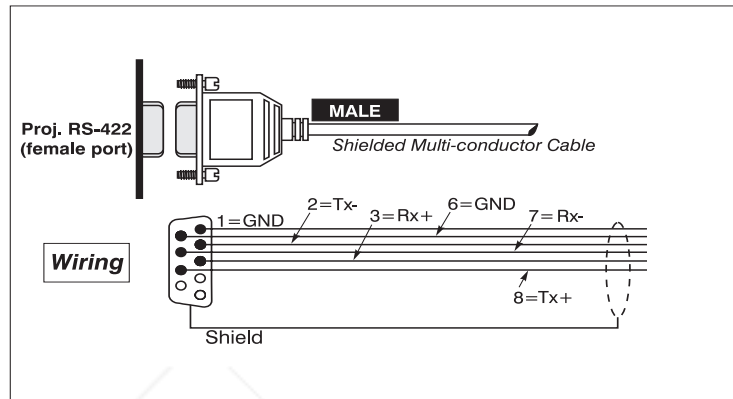 MALE
Proj. RS-422
(female port)
Shielded Multi-conductor Cable
1=GND
2=Tx-
3=Rx+
6=GND
7=Rx-
Wiring
8=Tx+
Shield